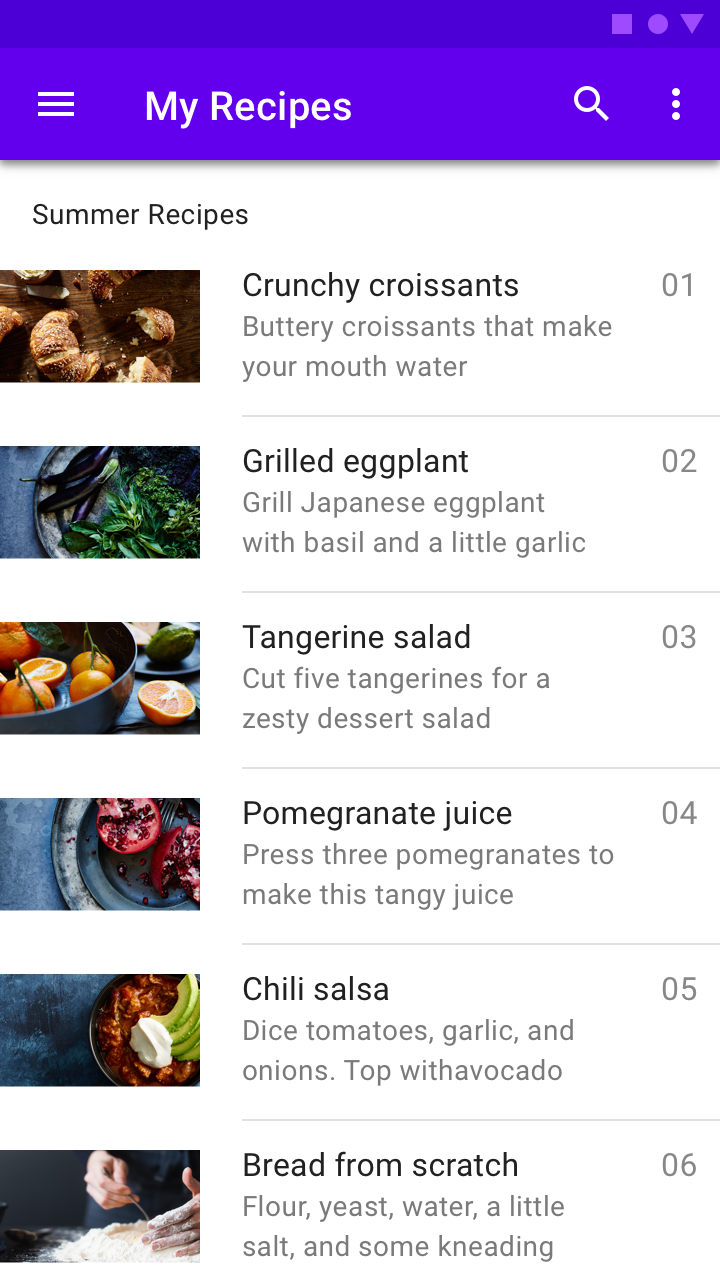 My Recipes
Summer Recipes
Crunchy croissants 01
Buttery croissants that make
your mouth water
Grilled eggplant 02
Grill Japanese eggplant
with basil and a little garlic
Tangerine salad 03
Cut five tangerines for a
zesty dessert salad
Pomegranate juice 04
Press three pomegranates to
make this tangy juice
Chili salsa 05
Dice tomatoes, garlic, and
onions. Top withavocado
Bread from scratch 06
Flour, yeast, water, a little
salt, and some kneading